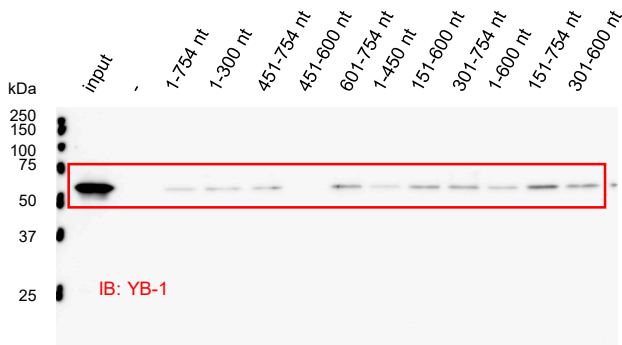 kDa
input
-
1-754 nt
1-300 nt
451-754 nt
451-600 nt
601-754 nt
1-450 nt
151-600 nt
301-754 nt
1-600 nt
151-754 nt
301-600 nt
250
150
100
75
50
37
25
IB: YB-1